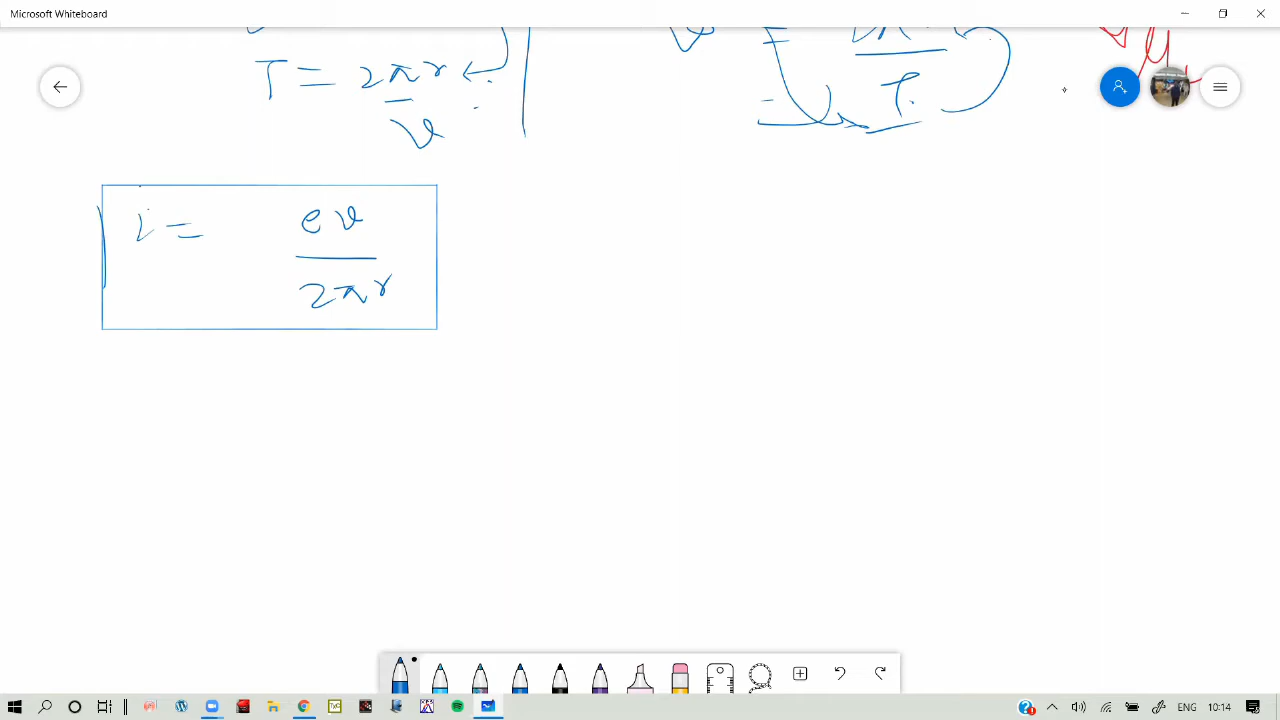 Microsoft Whiteboard
T = 2πr
v
T.
i = ev
2πr
ENG
10:14